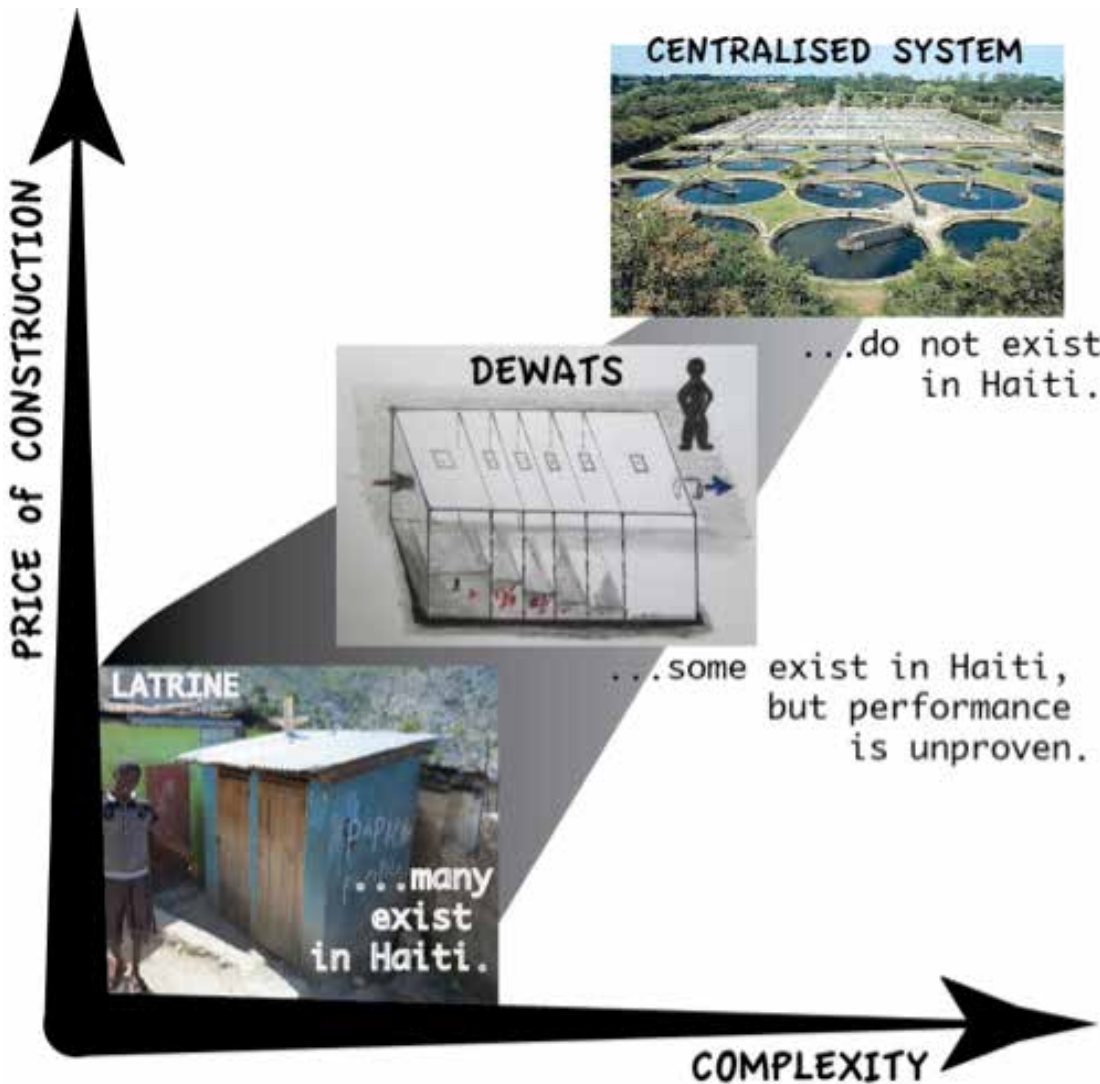 CENTRALISED SYSTEM
...do not exist
in Haiti.
PRICE of CONSTRUCTION
DEWATS
...some exist in Haiti,
but performance
is unproven.
LATRINE
...many
exist
in Haiti.
COMPLEXITY